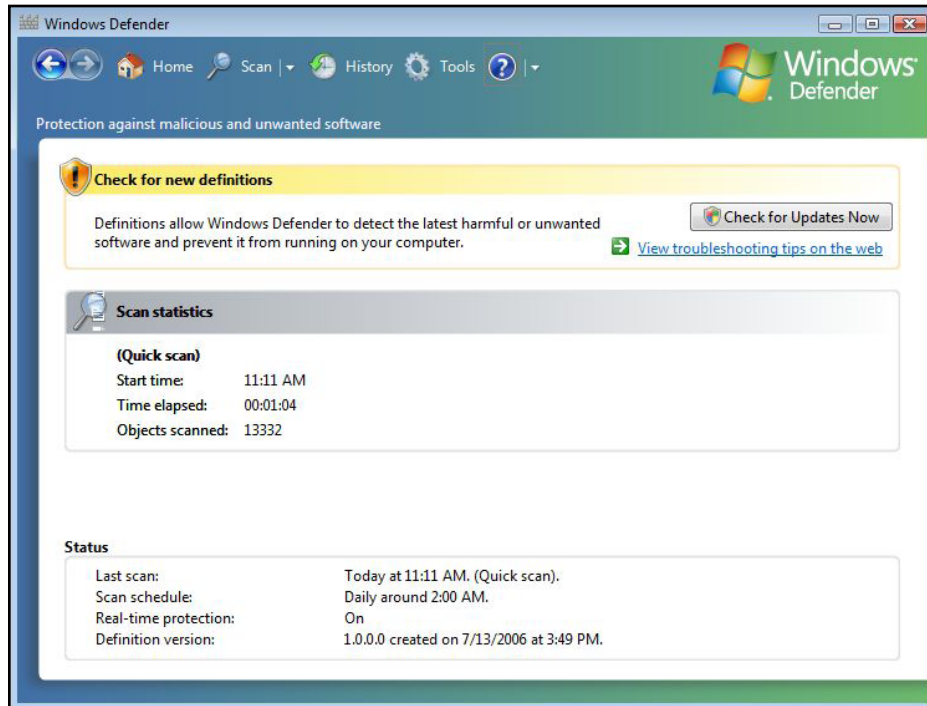 Windows Defender
Home Scan History Tools
Windows
Defender
Protection against malicious and unwanted software
Check for new definitions
Definitions allow Windows Defender to detect the latest harmful or unwanted
software and prevent it from running on your computer.
Check for Updates Now
View troubleshooting tips on the web
Scan statistics
(Quick scan)
Start time: 11:11 AM
Time elapsed: 00:01:04
Objects scanned: 13332
Status
Last scan: Today at 11:11 AM. (Quick scan).
Scan schedule: Daily around 2:00 AM.
Real-time protection: On
Definition version: 1.0.0.0 created on 7/13/2006 at 3:49 PM.